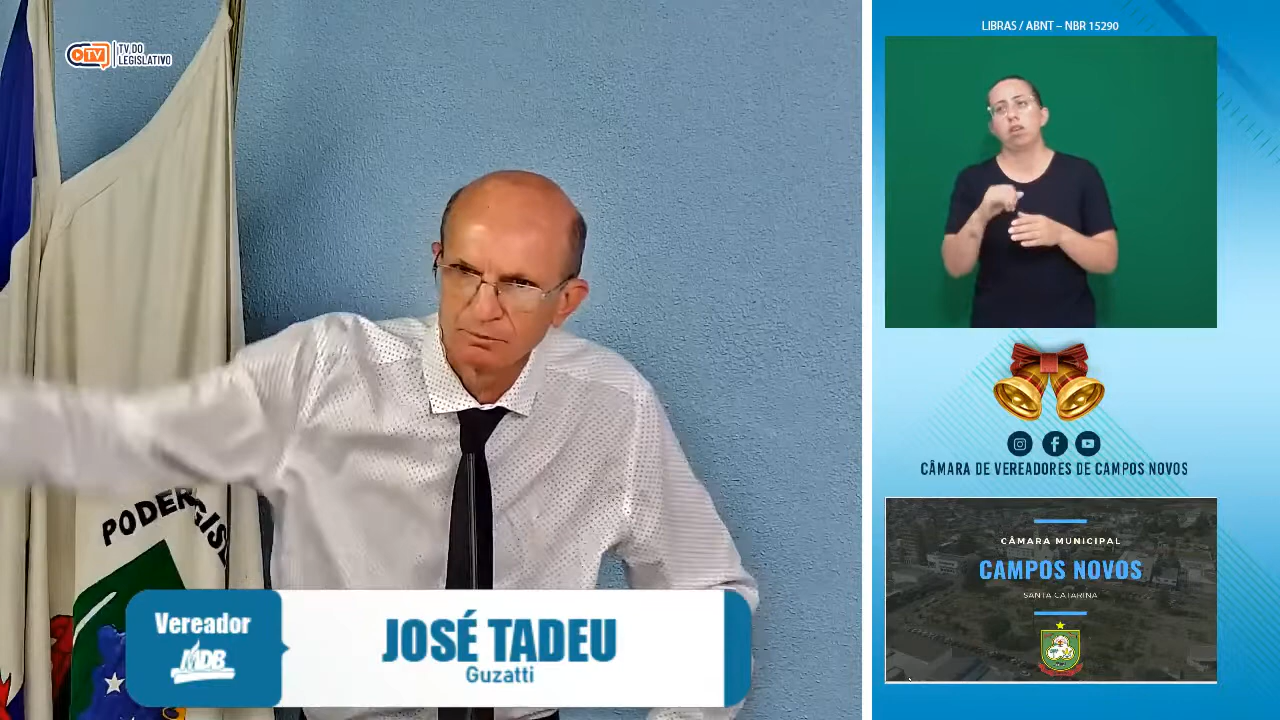 TV
TV DO
LEGISLATIVO
PODER
Vereador
MDB
JOSÉ TADEU
Guzatti
LIBRAS / ABNT – NBR 15290
CÂMARA DE VEREADORES DE CAMPOS NOVOS
CÂMARA MUNICIPAL
CAMPOS NOVOS
SANTA CATARINA